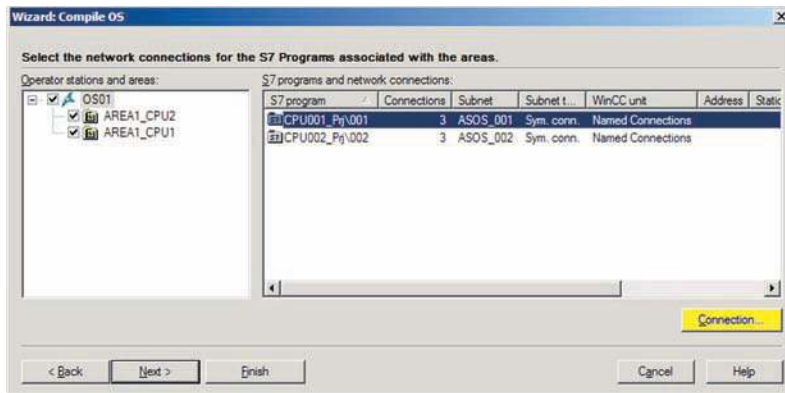 Wizard: Compile OS
Select the network connections for the S7 Programs associated with the areas.
Operator stations and areas:
OS01
AREA1_CPU2
AREA1_CPU1
S7 programs and network connections:
S7 program Connections Subnet Subnet t... WinCC unit Address Static
CPU001_Prj\001 3 ASOS_001 Sym. conn. Named Connections
CPU002_Prj\002 3 ASOS_002 Sym. conn. Named Connections
Connection...
< Back Next > Finish Cancel Help